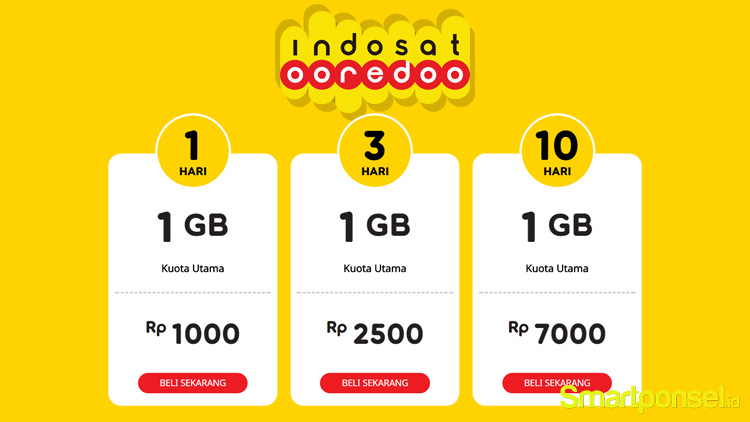 indosat
ooredoo
1
HARI
1 GB
Kuota Utama
Rp 1000
BELI SEKARANG
3
HARI
1 GB
Kuota Utama
Rp 2500
BELI SEKARANG
10
HARI
1 GB
Kuota Utama
Rp 7000
BELI SEKARANG
Smartponsel.id